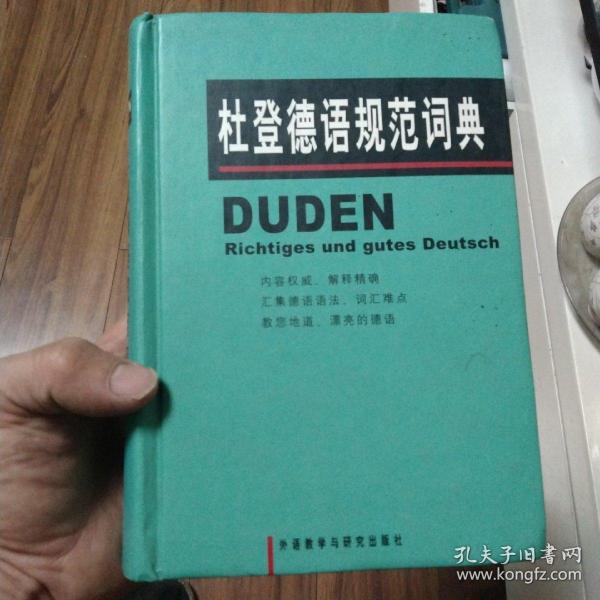 杜登德语规范词典
DUDEN
Richtiges und gutes Deutsch
内容权威、解释精确
汇集德语语法、词汇难点
教您地道、漂亮的德语
外语教学与研究出版社
孔夫子旧书网
www.kongfz.com